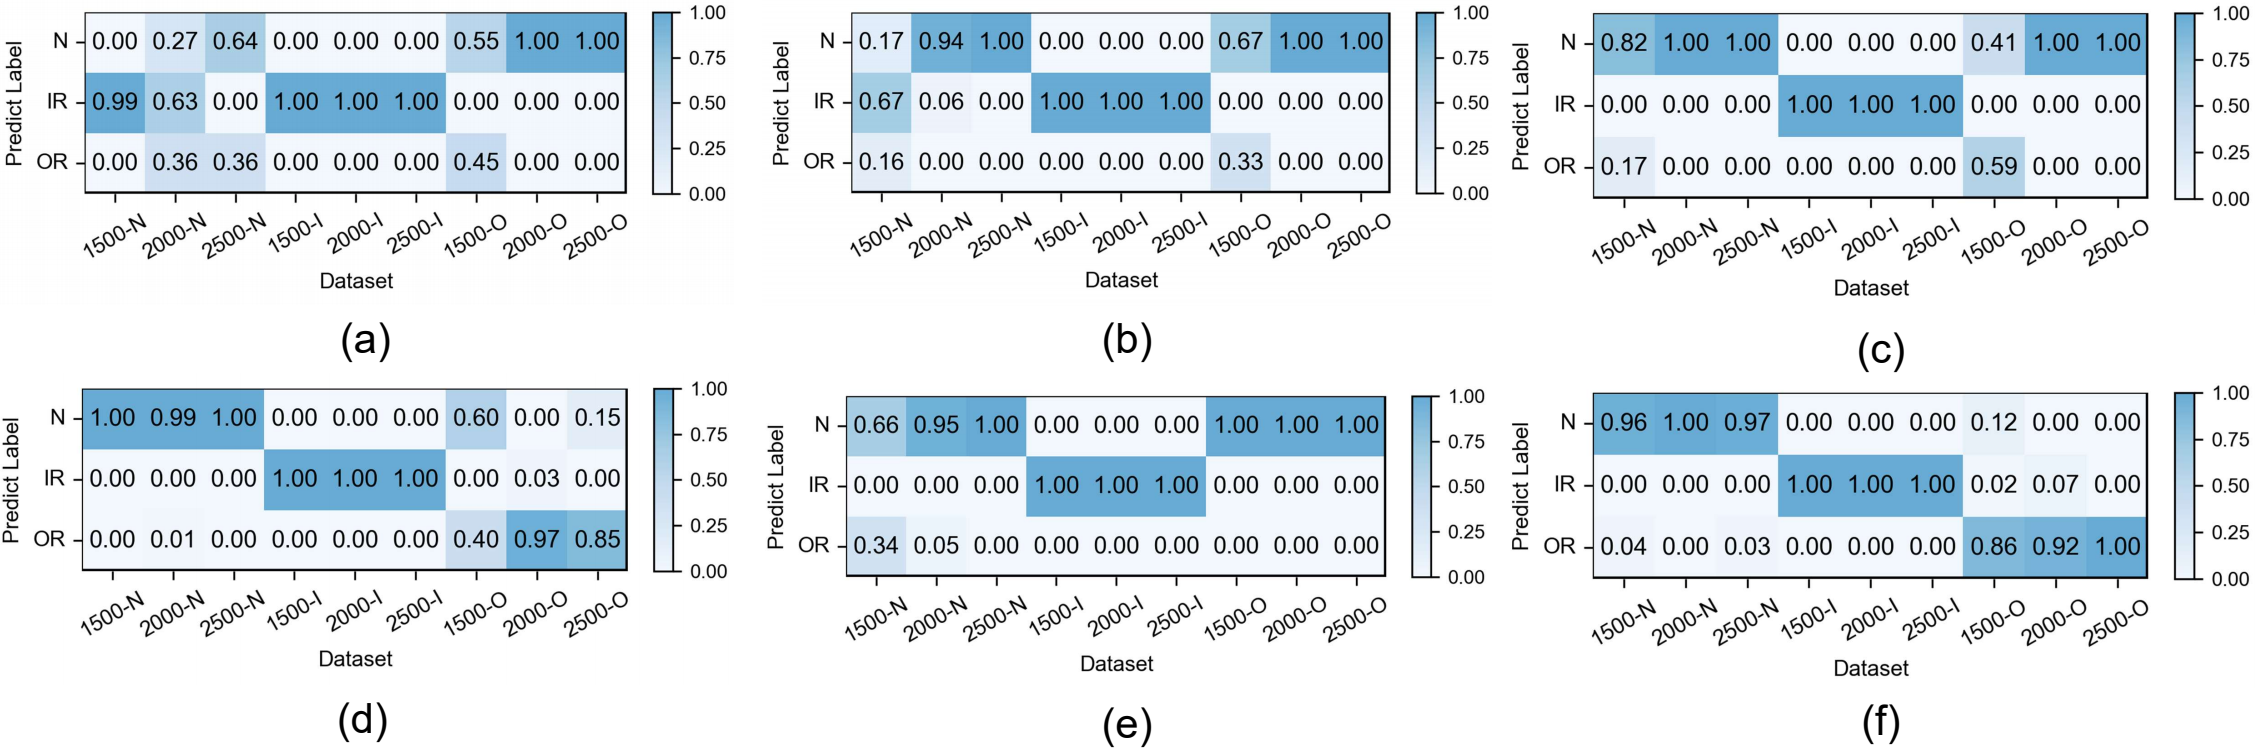 N 0.00 0.27 0.64 0.00 0.00 0.00 0.55 1.00 1.00
IR 0.99 0.63 0.00 1.00 1.00 1.00 0.00 0.00 0.00
OR 0.00 0.36 0.36 0.00 0.00 0.00 0.45 0.00 0.00
Predict Label
1500-N 2000-N 2500-N 1500-I 2000-I 2500-I 1500-O 2000-O 2500-O
Dataset
1.00
0.75
0.50
0.25
0.00
(a)
N 0.17 0.94 1.00 0.00 0.00 0.00 0.67 1.00 1.00
IR 0.67 0.06 0.00 1.00 1.00 1.00 0.00 0.00 0.00
OR 0.16 0.00 0.00 0.00 0.00 0.00 0.33 0.00 0.00
Predict Label
1500-N 2000-N 2500-N 1500-I 2000-I 2500-I 1500-O 2000-O 2500-O
Dataset
1.00
0.75
0.50
0.25
0.00
(b)
N 0.82 1.00 1.00 0.00 0.00 0.00 0.41 1.00 1.00
IR 0.00 0.00 0.00 1.00 1.00 1.00 0.00 0.00 0.00
OR 0.17 0.00 0.00 0.00 0.00 0.00 0.59 0.00 0.00
Predict Label
1500-N 2000-N 2500-N 1500-I 2000-I 2500-I 1500-O 2000-O 2500-O
Dataset
1.00
0.75
0.50
0.25
0.00
(c)
N 1.00 0.99 1.00 0.00 0.00 0.00 0.60 0.00 0.15
IR 0.00 0.00 0.00 1.00 1.00 1.00 0.00 0.03 0.00
OR 0.00 0.01 0.00 0.00 0.00 0.00 0.40 0.97 0.85
Predict Label
1500-N 2000-N 2500-N 1500-I 2000-I 2500-I 1500-O 2000-O 2500-O
Dataset
1.00
0.75
0.50
0.25
0.00
(d)
N 0.66 0.95 1.00 0.00 0.00 0.00 1.00 1.00 1.00
IR 0.00 0.00 0.00 1.00 1.00 1.00 0.00 0.00 0.00
OR 0.34 0.05 0.00 0.00 0.00 0.00 0.00 0.00 0.00
Predict Label
1500-N 2000-N 2500-N 1500-I 2000-I 2500-I 1500-O 2000-O 2500-O
Dataset
1.00
0.75
0.50
0.25
0.00
(e)
N 0.96 1.00 0.97 0.00 0.00 0.00 0.12 0.00 0.00
IR 0.00 0.00 0.00 1.00 1.00 1.00 0.02 0.07 0.00
OR 0.04 0.00 0.03 0.00 0.00 0.00 0.86 0.92 1.00
Predict Label
1500-N 2000-N 2500-N 1500-I 2000-I 2500-I 1500-O 2000-O 2500-O
Dataset
1.00
0.75
0.50
0.25
0.00
(f)